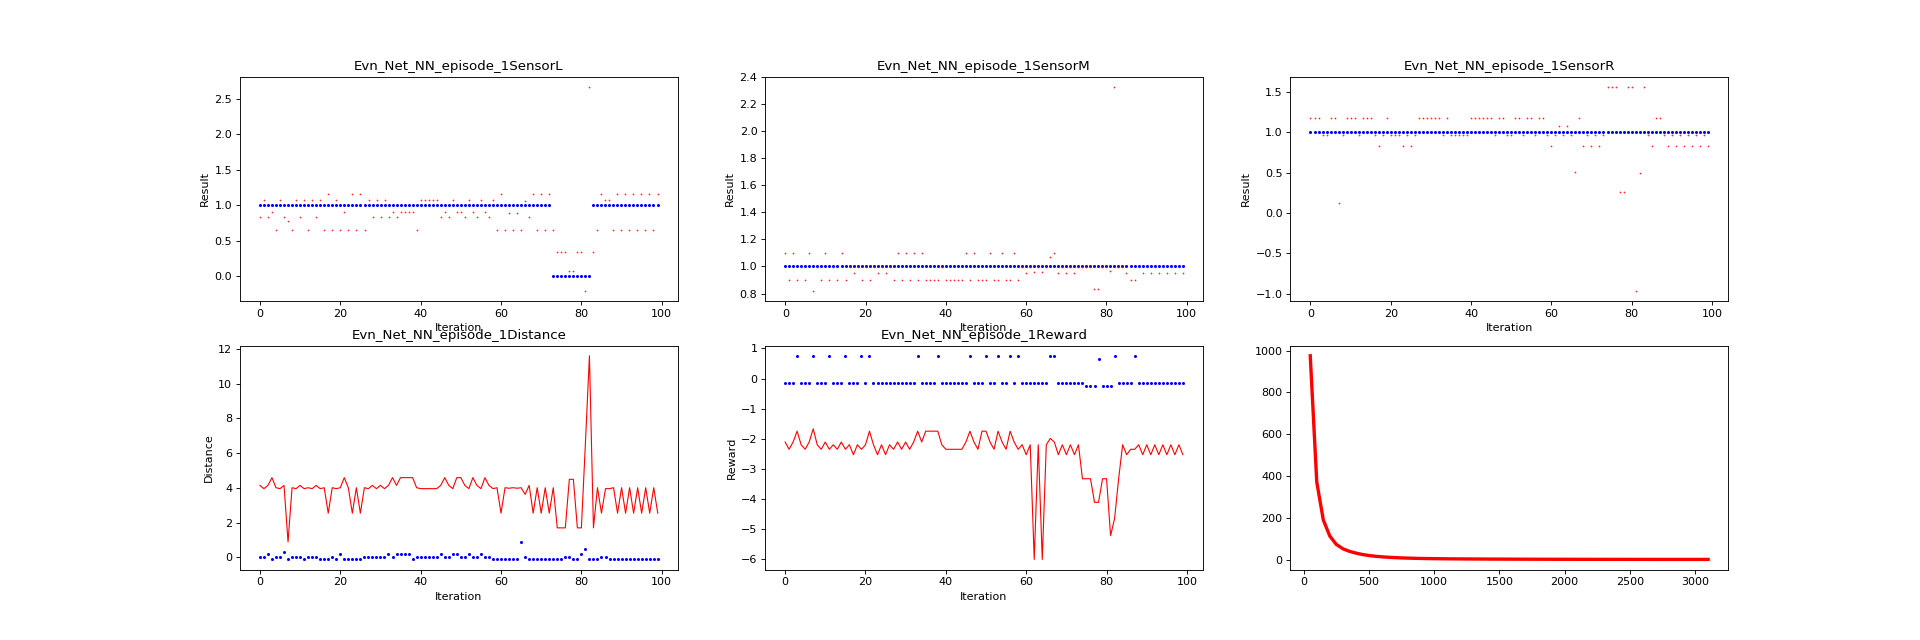 Evn_Net_NN_episode_1SensorL
Result
2.5
2.0
1.5
1.0
0.5
0.0
0 20 40 60 80 100
Iteration
Evn_Net_NN_episode_1SensorM
Result
2.4
2.2
2.0
1.8
1.6
1.4
1.2
1.0
0.8
0 20 40 60 80 100
Iteration
Evn_Net_NN_episode_1SensorR
Result
1.5
1.0
0.5
0.0
−0.5
−1.0
0 20 40 60 80 100
Iteration
Evn_Net_NN_episode_1Distance
Distance
12
10
8
6
4
2
0
0 20 40 60 80 100
Iteration
Evn_Net_NN_episode_1Reward
Reward
1
0
−1
−2
−3
−4
−5
−6
0 20 40 60 80 100
Iteration
1000
800
600
400
200
0
0 500 1000 1500 2000 2500 3000